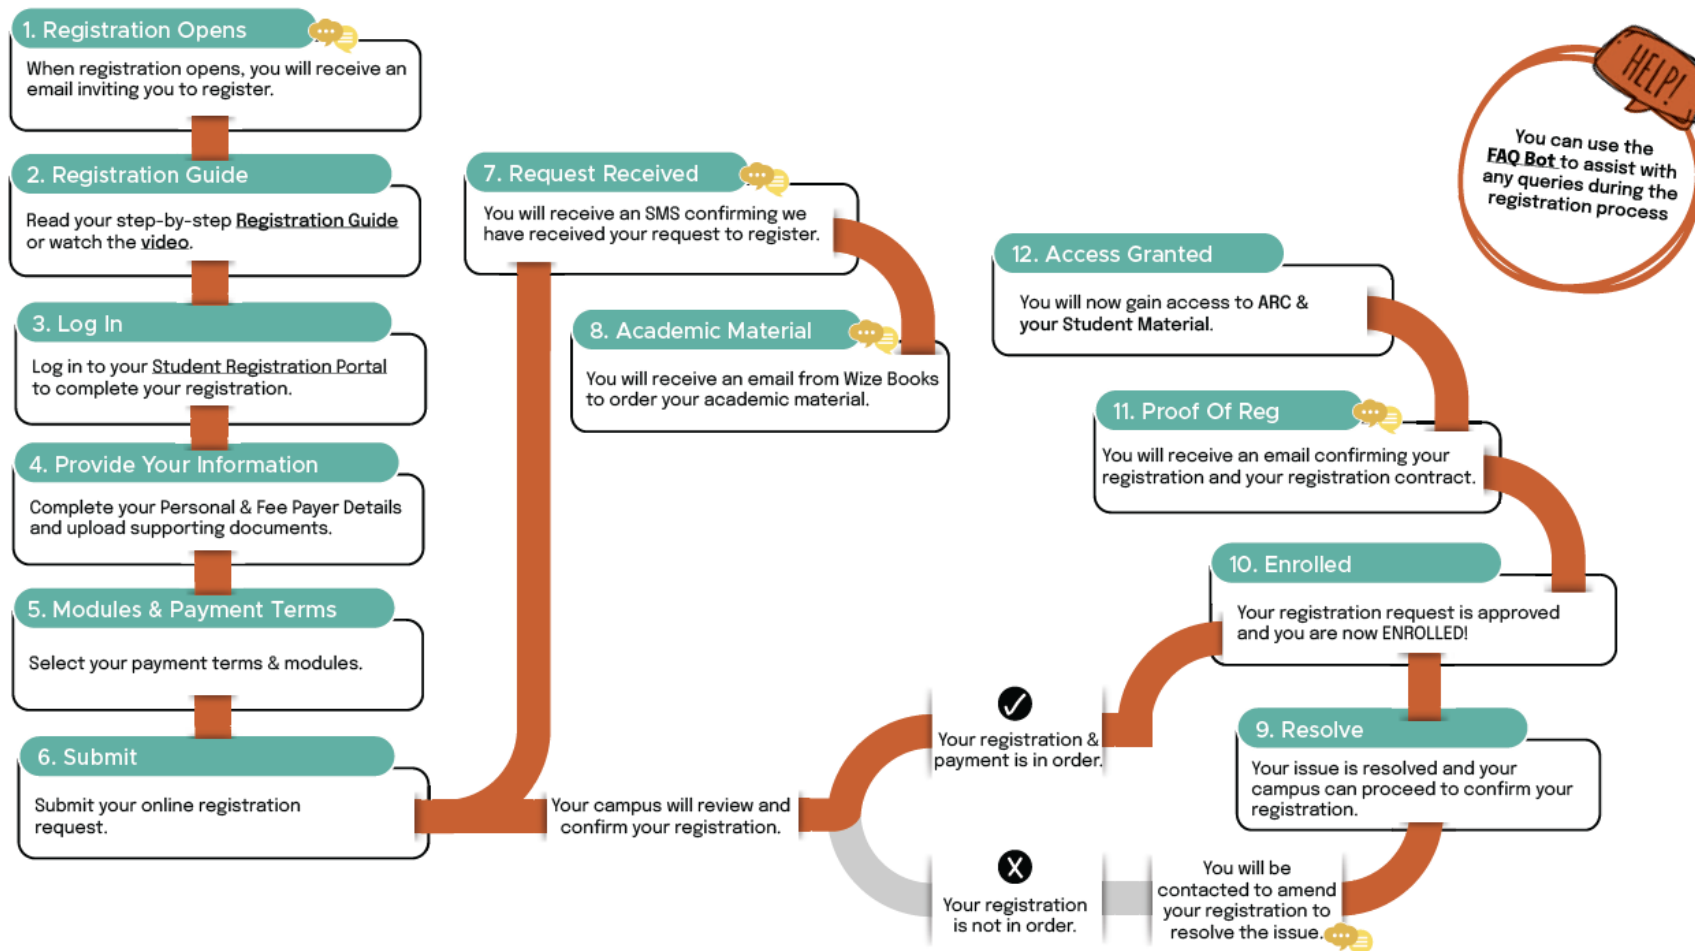 1. Registration Opens
When registration opens, you will receive an
email inviting you to register.
2. Registration Guide
Read your step-by-step Registration Guide
or watch the video.
3. Log In
Log in to your Student Registration Portal
to complete your registration.
4. Provide Your Information
Complete your Personal & Fee Payer Details
and upload supporting documents.
5. Modules & Payment Terms
Select your payment terms & modules.
6. Submit
Submit your online registration
request.
7. Request Received
You will receive an SMS confirming we
have received your request to register.
8. Academic Material
You will receive an email from Wize Books
to order your academic material.
Your campus will review and
confirm your registration.
Your registration &
payment is in order.
X
Your registration
is not in order.
You will be
contacted to amend
your registration to
resolve the issue.
9. Resolve
Your issue is resolved and your
campus can proceed to confirm your
registration.
10. Enrolled
Your registration request is approved
and you are now ENROLLED!
11. Proof Of Reg
You will receive an email confirming your
registration and your registration contract.
12. Access Granted
You will now gain access to ARC &
your Student Material.
HELP!
You can use the
FAQ Bot to assist with
any queries during the
registration process